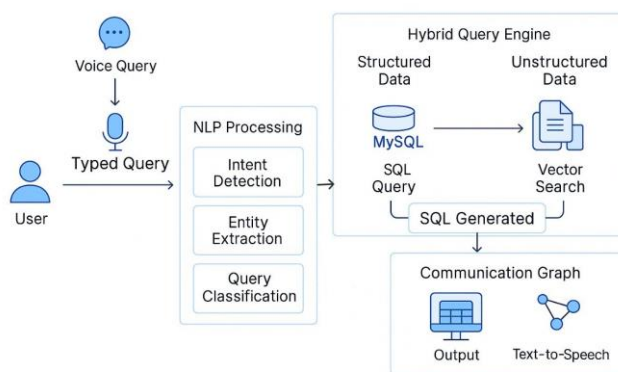 Voice Query
Typed Query
User
NLP Processing
Intent
Detection
Entity
Extraction
Query
Classification
Hybrid Query Engine
Structured
Data
Unstructured
Data
MySQL
SQL
Query
Vector
Search
SQL Generated
Communication Graph
Output
Text-to-Speech